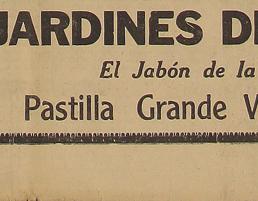 JARDINES DE
El Jabón de la
Pastilla Grande V